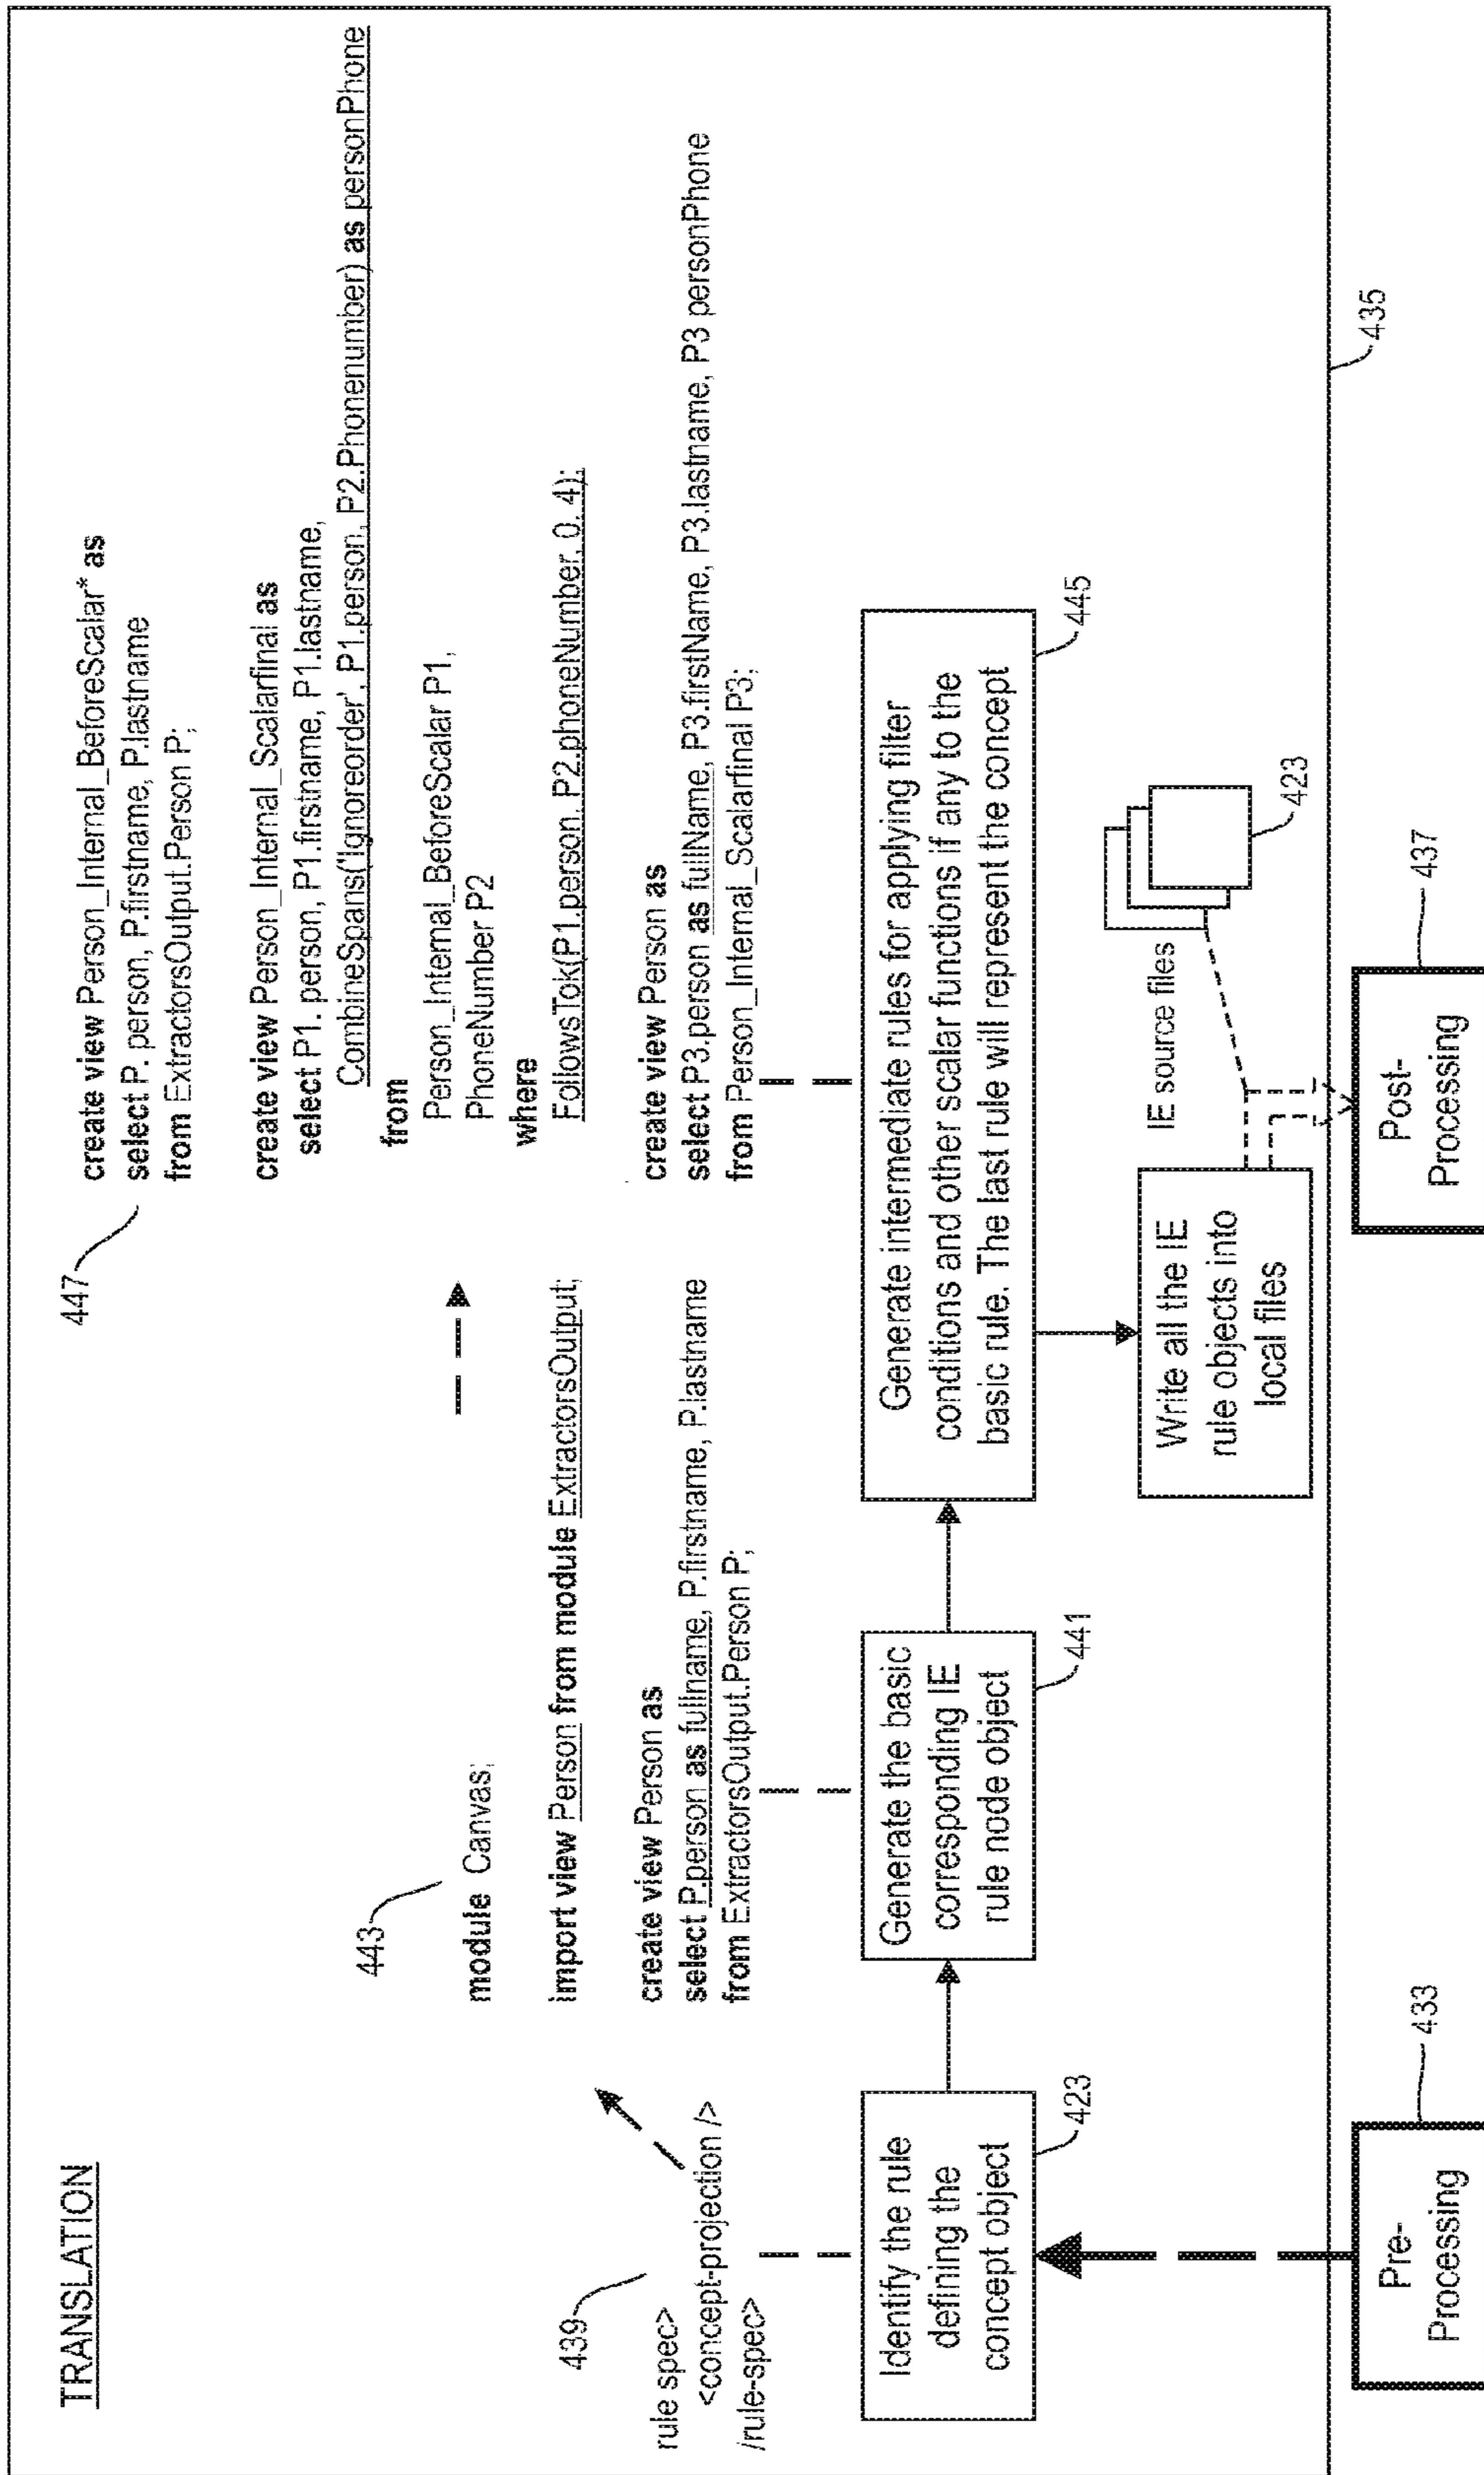 TRANSLATION
439
rule spec>
<concept-projection />
/rule-spec>
443
module Canvas;
import view Person from module ExtractorsOutput;
create view Person as
select P.person as fullname, P.firstname, P.lastname
from ExtractorsOutput.Person P;
447
create view Person_Internal_BeforeScalar* as
select P. person, P.firstname, P.lastname
from ExtractorsOutput.Person P;
create view Person_Internal_Scalarfinal as
select P1. person, P1.firstname, P1.lastname,
CombineSpans('Ignoreorder', P1.person, P2.Phonenumber) as personPhone
from
Person_Internal_BeforeScalar P1,
PhoneNumber P2
where
FollowsTok(P1.person, P2.phoneNumber, 0, 4);
create view Person as
select P3.person as fullName, P3.firstName, P3.lastname, P3 personPhone
from Person_Internal_Scalarfinal P3;
Identify the rule
defining the
concept object
423
Generate the basic
corresponding IE
rule node object
441
Generate intermediate rules for applying filter
conditions and other scalar functions if any to the
basic rule. The last rule will represent the concept
445
Write all the IE
rule objects into
local files
IE source files
423
435
Pre-
Processing
433
Post-
Processing
437